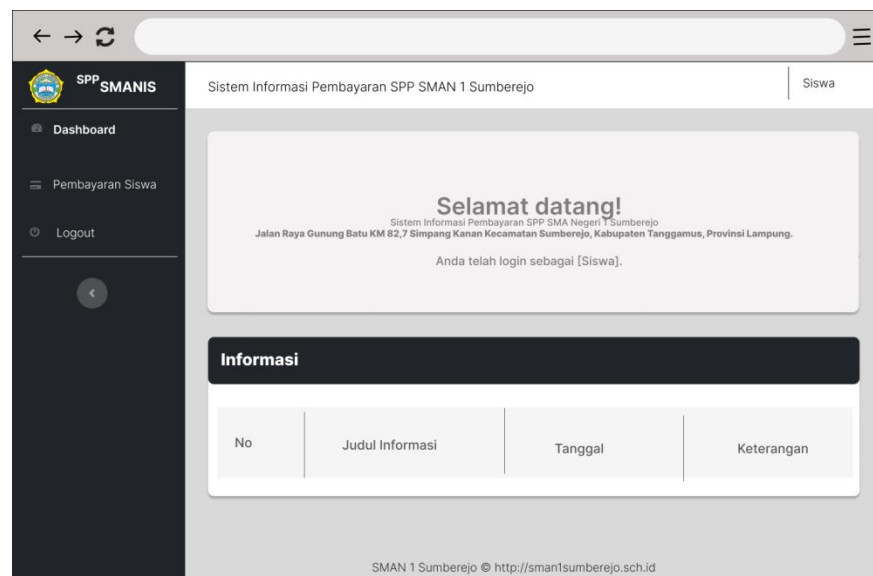 SPP SMANIS
Sistem Informasi Pembayaran SPP SMAN 1 Sumberejo
Siswa
Dashboard
Pembayaran Siswa
Logout
Selamat datang!
Sistem Informasi Pembayaran SPP SMA Negeri 1 Sumberejo
Jalan Raya Gunung Batu KM 82,7 Simpang Kanan Kecamatan Sumberejo, Kabupaten Tanggamus, Provinsi Lampung.
Anda telah login sebagai [Siswa].
Informasi
No
Judul Informasi
Tanggal
Keterangan
SMAN 1 Sumberejo © http://sman1sumberejo.sch.id